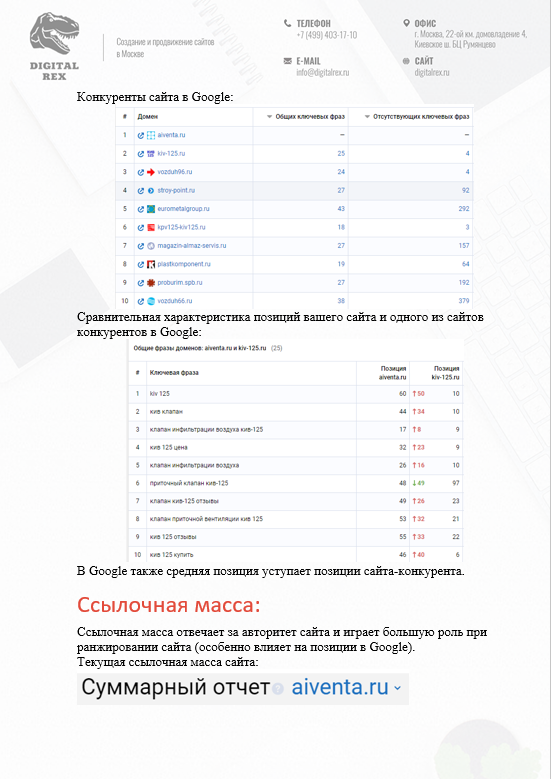 DIGITAL
REX
Создание и продвижение сайтов
в Москве
ТЕЛЕФОН
+7 (499) 403-17-10
E-MAIL
info@digitalrex.ru
ОФИС
г. Москва, 22-ой км. домовладение 4,
Киевское ш. БЦ Румянцево
САЙТ
digitalrex.ru
Конкуренты сайта в Google:
# Домен Общих ключевых фраз Отсутствующих ключевых фраз
1 aiventa.ru – –
2 kiv-125.ru 25 4
3 vozduh96.ru 24 4
4 stroy-point.ru 27 92
5 eurometalgroup.ru 43 292
6 kpv125-kiv125.ru 18 3
7 magazin-almaz-servis.ru 27 157
8 plastkomponent.ru 19 64
9 proburim.spb.ru 27 192
10 vozduh66.ru 38 379
Сравнительная характеристика позиций вашего сайта и одного из сайтов
конкурентов в Google:
Общие фразы доменов: aiventa.ru и kiv-125.ru (25)
# Ключевая фраза Позиция aiventa.ru Позиция kiv-125.ru
1 kiv 125 60 ↑50 10
2 кив клапан 44 ↑34 10
3 клапан инфильтрации воздуха кив-125 17 ↑8 9
4 кив 125 цена 32 ↑23 9
5 клапан инфильтрации воздуха 26 ↑16 10
6 приточный клапан кив-125 48 ↓49 97
7 клапан кив-125 отзывы 49 ↑26 23
8 клапан приточной вентиляции кив 125 53 ↑32 21
9 кив 125 отзывы 55 ↑33 22
10 кив 125 купить 46 ↑40 6
В Google также средняя позиция уступает позиции сайта-конкурента.
Ссылочная масса:
Ссылочная масса отвечает за авторитет сайта и играет большую роль при
ранжировании сайта (особенно влияет на позиции в Google).
Текущая ссылочная масса сайта:
Суммарный отчет ? aiventa.ru